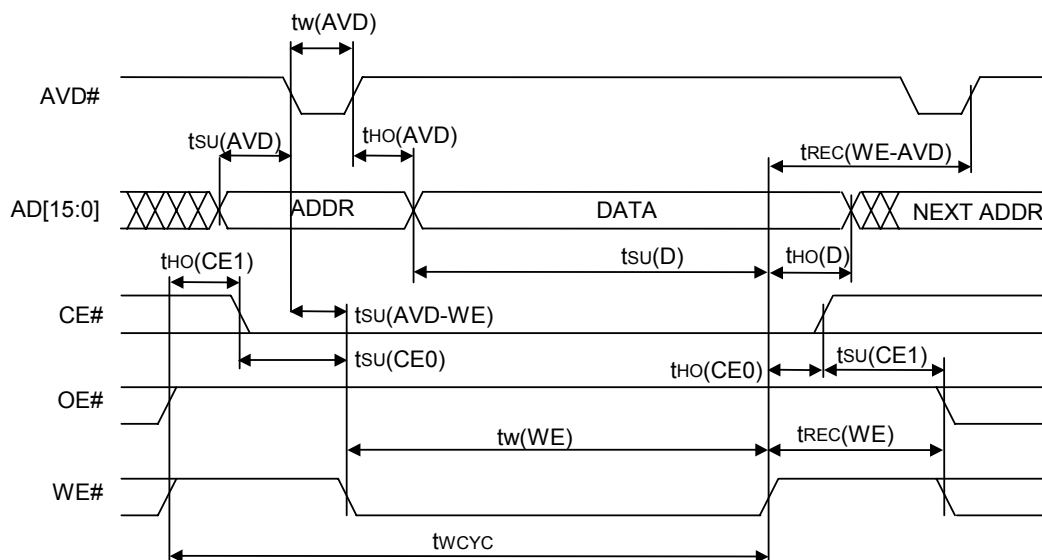 tw(AVD)
AVD#
tSU(AVD)
tHO(AVD)
tREC(WE-AVD)
AD[15:0]
ADDR
DATA
NEXT ADDR
tHO(CE1)
tSU(D)
tHO(D)
CE#
tSU(AVD-WE)
tSU(CE0)
tHO(CE0)
tSU(CE1)
OE#
tw(WE)
tREC(WE)
WE#
tWCYC